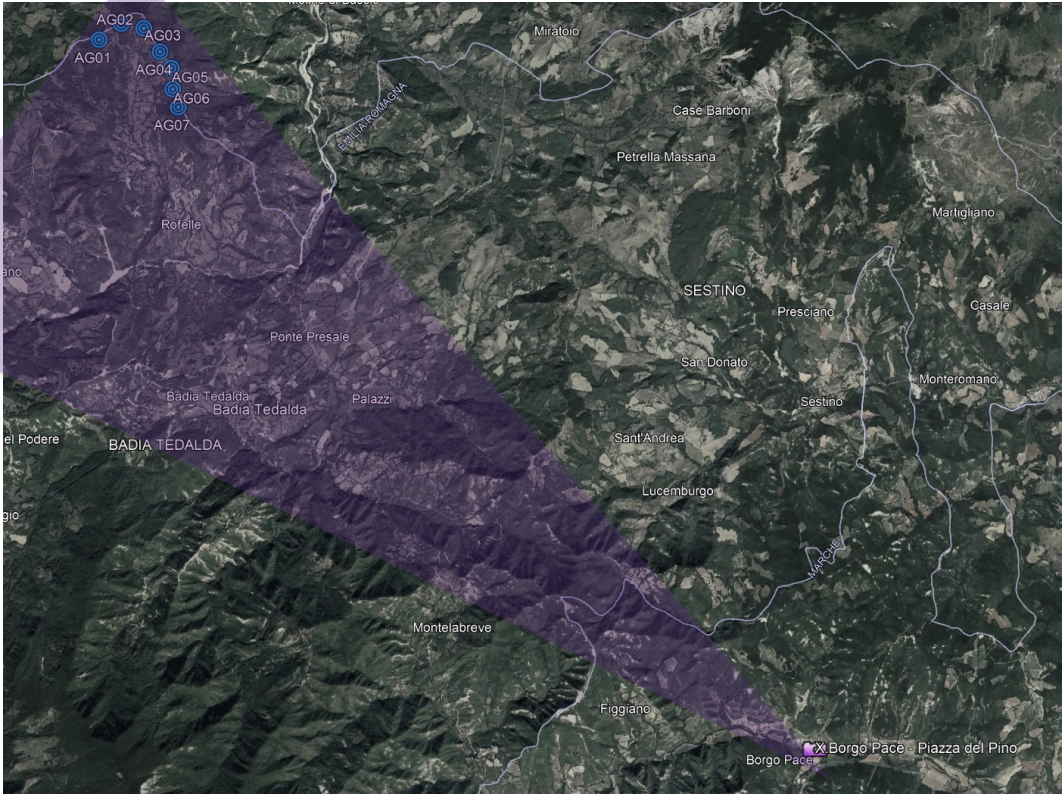 AG02
Miratoio
AG03
AG01
AG04
AG05
EMILIA-ROMAGNA
AG06
Case Barboni
AG07
Petrella Massana
Martigliano
Rofelle
ano
SESTINO
Casale
Presciano
Ponte Presale
San Donato
Monteromano
Badia Tedalda
Palazzi
Sestino
Badia Tedalda
el Podere
BADIA TEDALDA
Sant'Andrea
Lucemburgo
gio
MARCHE
Montelabreve
Figgiano
X.Borgo Pace - Piazza del Pino
Borgo Pace